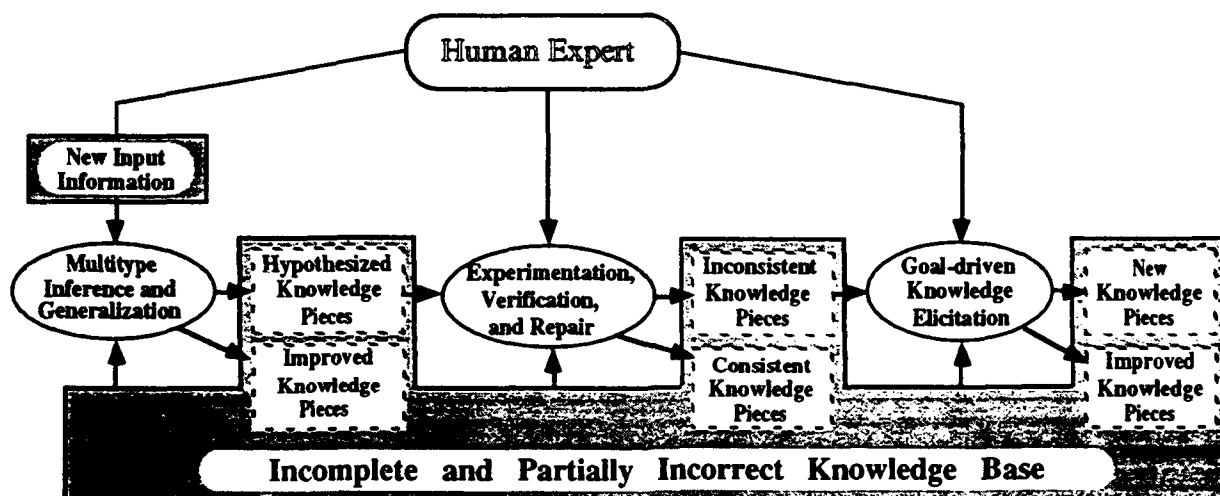 Human Expert
New Input
Information
Multitype
Inference and
Generalization
Hypothesized
Knowledge
Pieces
Improved
Knowledge
Pieces
Experimentation,
Verification,
and Repair
Inconsistent
Knowledge
Pieces
Consistent
Knowledge
Pieces
Goal-driven
Knowledge
Elicitation
New
Knowledge
Pieces
Improved
Knowledge
Pieces
Incomplete and Partially Incorrect Knowledge Base